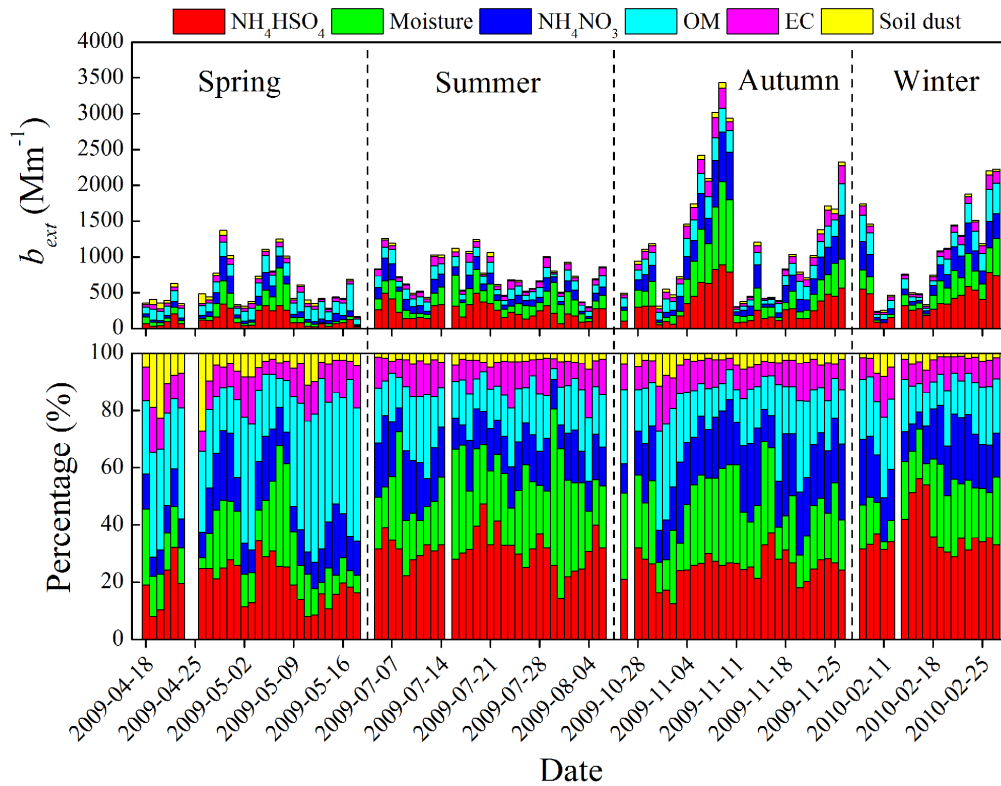 NH₄HSO₄ Moisture NH₄NO₃ OM EC Soil dust
4000
3500
3000
2500
2000
1500
1000
500
0
b_ext (Mm⁻¹)
Spring Summer Autumn Winter
100
80
60
40
20
0
Percentage (%)
2009-04-18 2009-04-25 2009-05-02 2009-05-09 2009-05-16 2009-07-07 2009-07-14 2009-07-21 2009-07-28 2009-08-04 2009-10-28 2009-11-04 2009-11-11 2009-11-18 2009-11-25 2010-02-11 2010-02-18 2010-02-25
Date